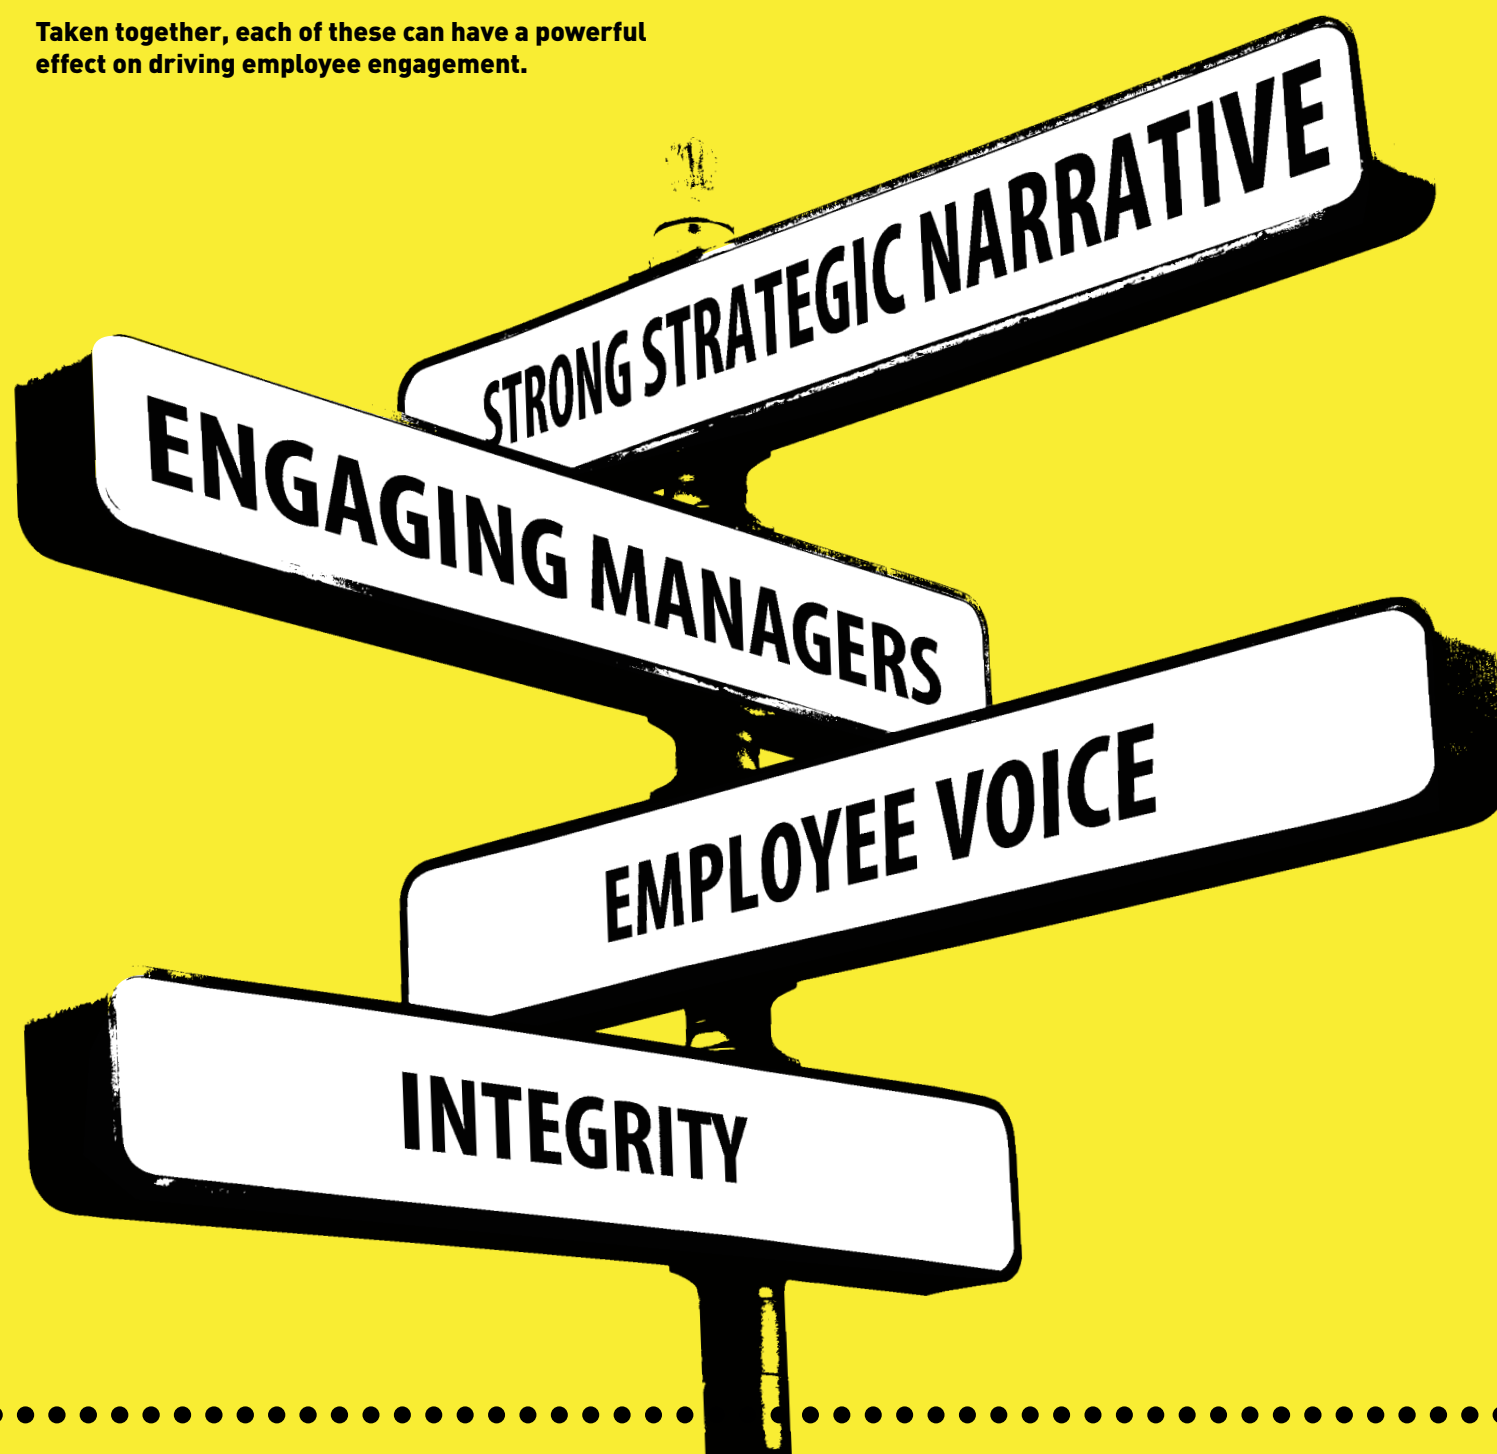 Taken together, each of these can have a powerful
effect on driving employee engagement.
STRONG STRATEGIC NARRATIVE
ENGAGING MANAGERS
EMPLOYEE VOICE
INTEGRITY